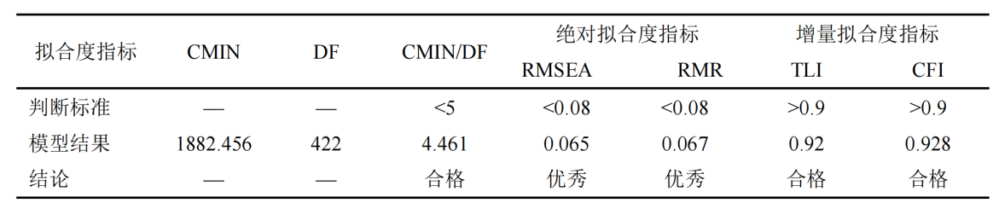 拟合度指标 CMIN DF CMIN/DF 绝对拟合度指标 增量拟合度指标
RMSEA RMR TLI CFI
判断标准 — — <5 <0.08 <0.08 >0.9 >0.9
模型结果 1882.456 422 4.461 0.065 0.067 0.92 0.928
结论 — — 合格 优秀 优秀 合格 合格